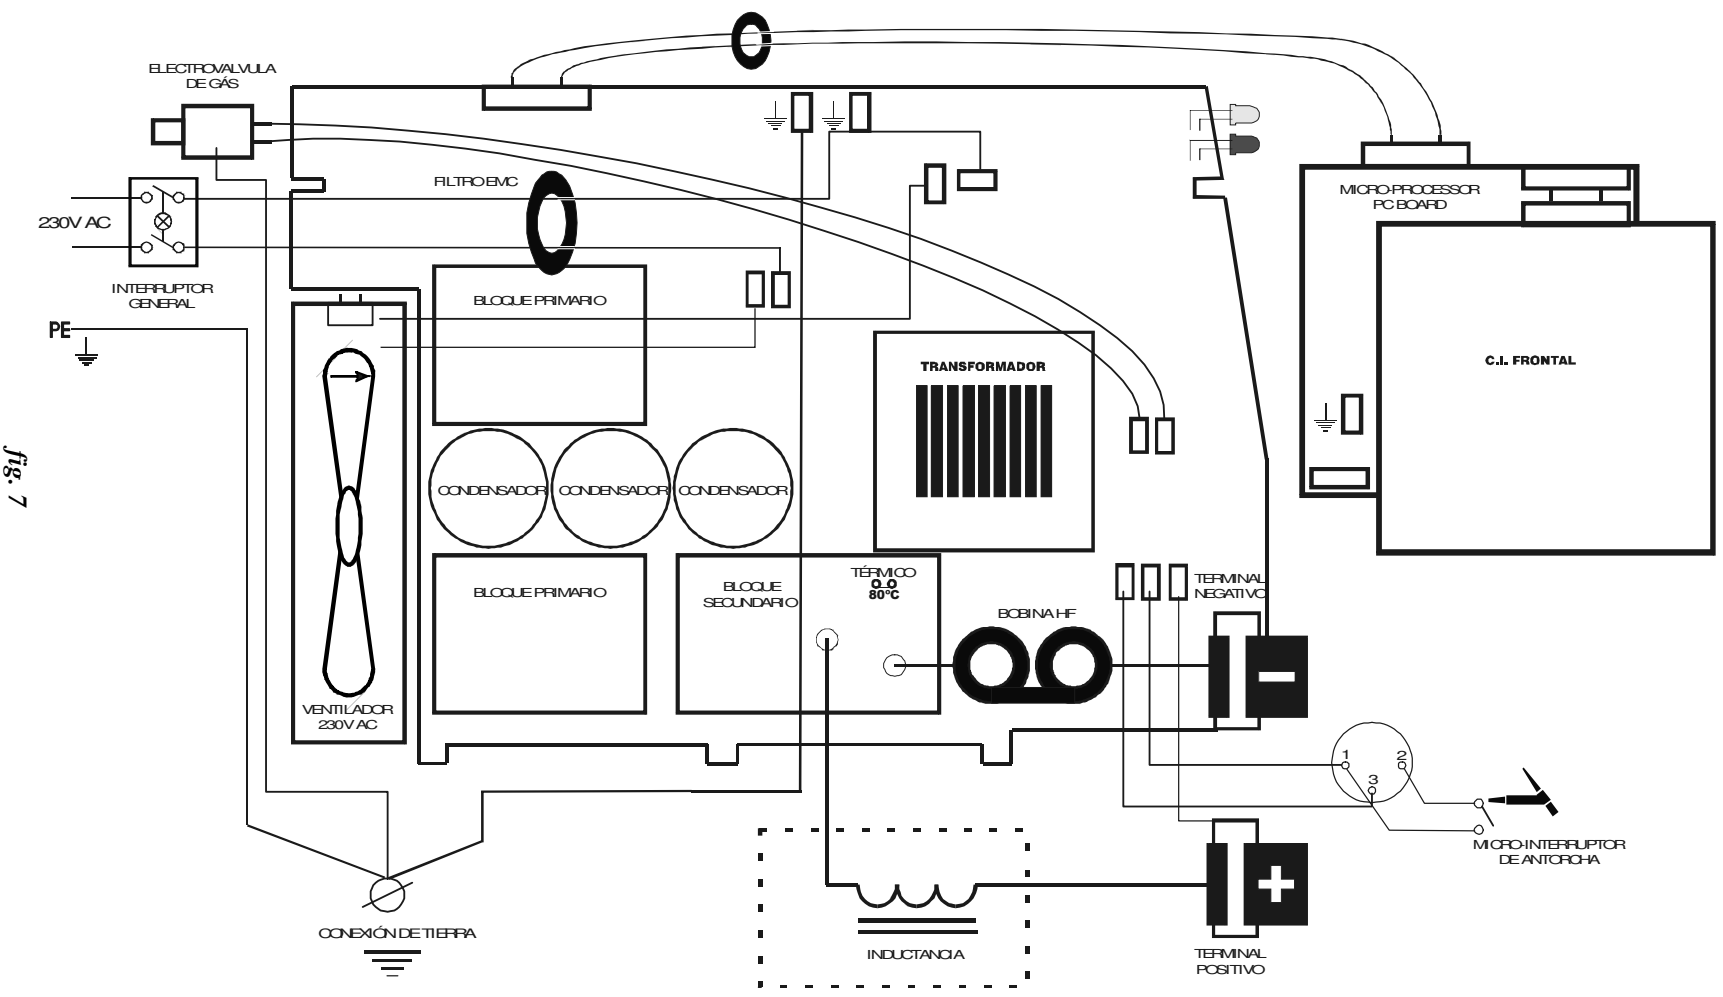 ELECTROVALVULA
DE GÁS
230V AC
INTERRUPTOR
GENERAL
PE
fig. 7
FILTRO EMC
BLOQUE PRIMARIO
CONDENSADOR
CONDENSADOR
CONDENSADOR
BLOQUE PRIMARIO
BLOQUE
SECUNDARIO
TÉRMICO
80ºC
VENTILADOR
230V AC
TRANSFORMADOR
BOBINA HF
TERMINAL
NEGATIVO
MICRO-PROCESSOR
PC BOARD
C.I. FRONTAL
1
2
3
MICRO-INTERRUPTOR
DE ANTORCHA
CONEXIÓN DE TIERRA
INDUCTANCIA
TERMINAL
POSITIVO